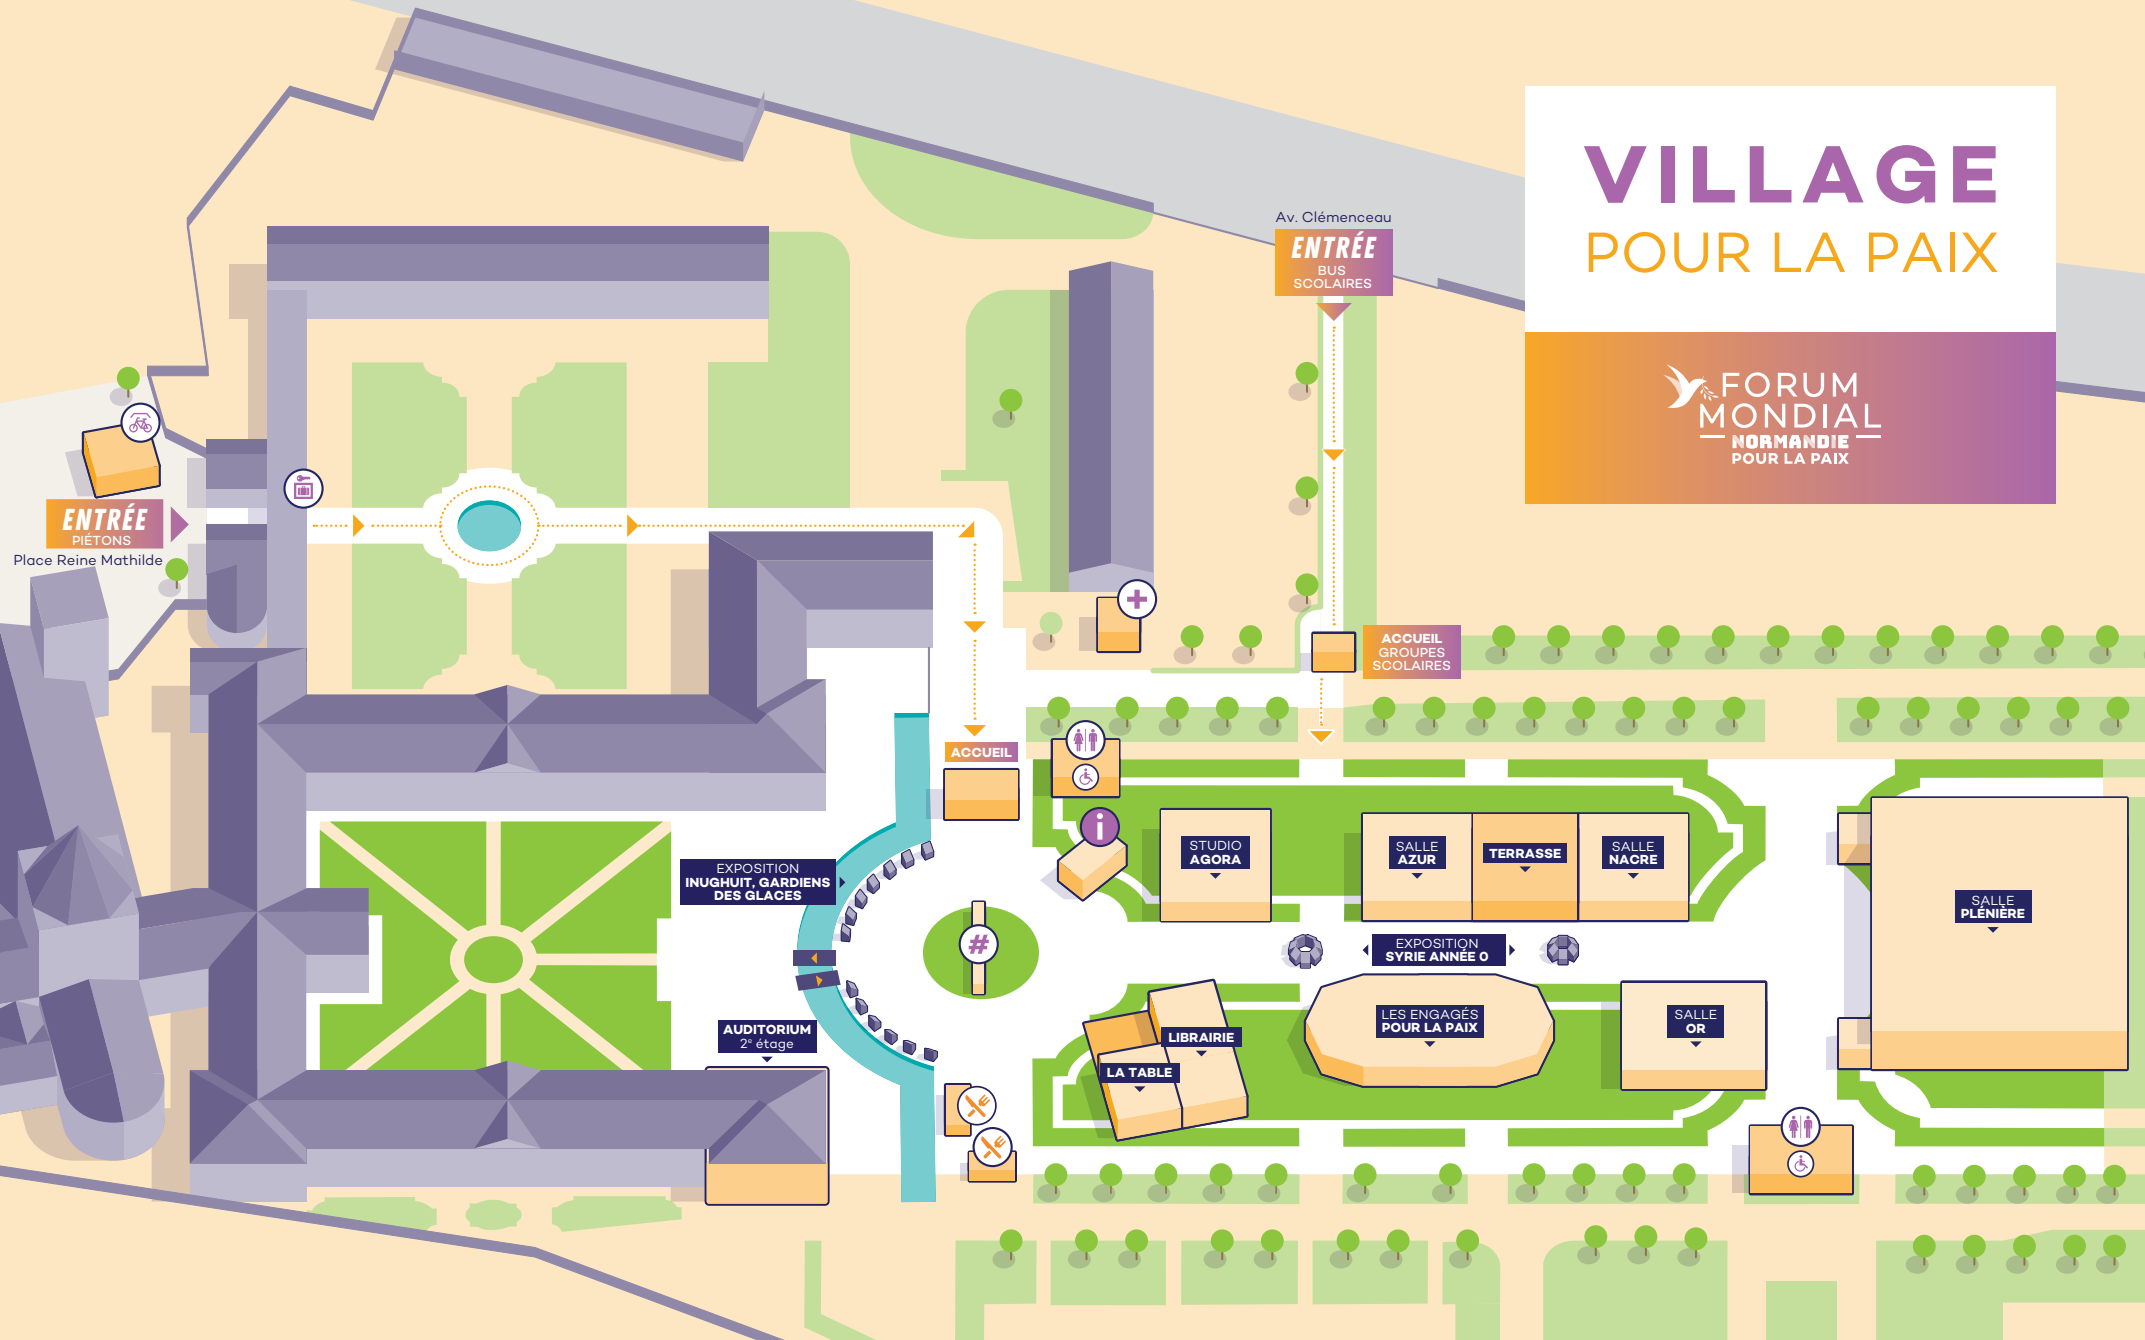 VILLAGE
POUR LA PAIX
FORUM
MONDIAL
NORMANDIE
POUR LA PAIX
Av. Clémenceau
ENTRÉE
BUS
SCOLAIRES
ENTRÉE
PIÉTONS
Place Reine Mathilde
ACCUEIL
GROUPES
SCOLAIRES
ACCUEIL
i
STUDIO
AGORA
SALLE
AZUR
TERRASSE
SALLE
NACRE
EXPOSITION
INUGHUIT, GARDIENS
DES GLACES
SALLE
PLÉNIÈRE
#
EXPOSITION
SYRIE ANNÉE 0
LES ENGAGÉS
POUR LA PAIX
SALLE
OR
AUDITORIUM
2e étage
LIBRAIRIE
LA TABLE